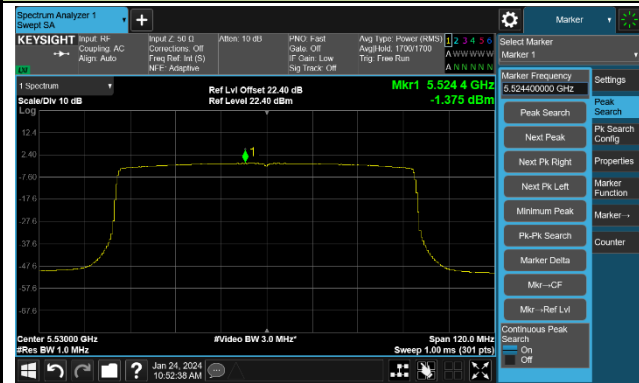 Spectrum Analyzer 1
Swept SA
Marker
KEYSIGHT
Input: RF
Coupling: AC
Align: Auto
Input Z: 50 Ω
Corrections: Off
Freq Ref: Int (S)
NFE: Adaptive
Atten: 10 dB
PNO: Fast
Gate: Off
IF Gain: Low
Sig Track: Off
Avg Type: Power (RMS)
Avg|Hold: 1700/1700
Trig: Free Run
1 2 3 4 5 6
A W W W W W
A N N N N N
LXI
Select Marker
Marker 1
1 Spectrum
Scale/Div 10 dB
Ref Lvl Offset 22.40 dB
Ref Level 22.40 dBm
Mkr1 5.524 4 GHz
-1.375 dBm
Log
12.4
2.40
-7.60
-17.6
-27.6
-37.6
-47.6
-57.6
-67.6
1
Center 5.53000 GHz
#Res BW 1.0 MHz
#Video BW 3.0 MHz*
Span 120.0 MHz
Sweep 1.00 ms (301 pts)
Marker Frequency
5.524400000 GHz
Peak Search
Next Peak
Next Pk Right
Next Pk Left
Minimum Peak
Pk-Pk Search
Marker Delta
Mkr→CF
Mkr→Ref Lvl
Continuous Peak
Search
On
Off
Settings
Peak
Search
Pk Search
Config
Properties
Marker
Function
Marker→
Counter
Jan 24, 2024
10:52:38 AM